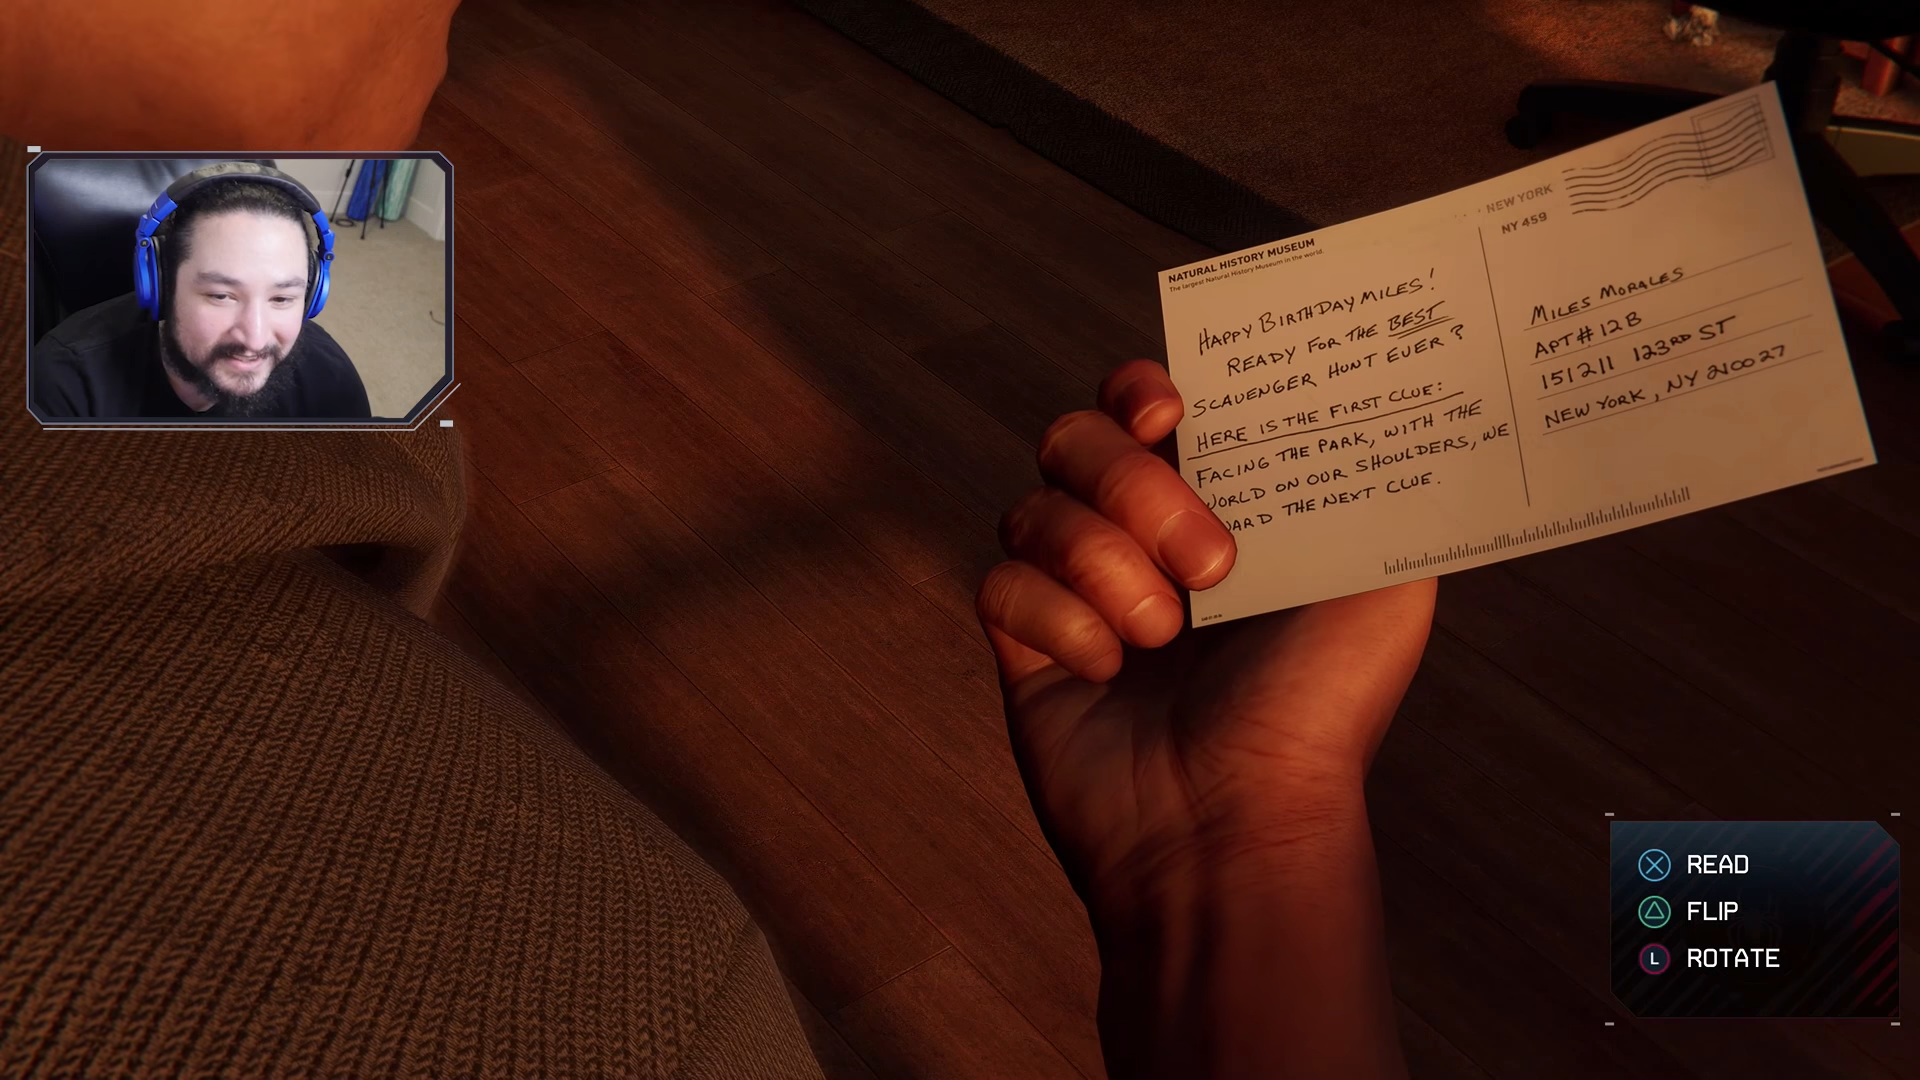 NATURAL HISTORY MUSEUM
The largest Natural History Museum in the world.
HAPPY BIRTHDAY MILES!
READY FOR THE BEST
SCAVENGER HUNT EVER?
HERE IS THE FIRST CLUE:
FACING THE PARK, WITH THE
WORLD ON OUR SHOULDERS, WE
THE NEXT CLUE.
NEW YORK
NY 459
MILES MORALES
APT# 12B
151211 123RD ST
NEW YORK, NY 210027
READ
FLIP
L ROTATE